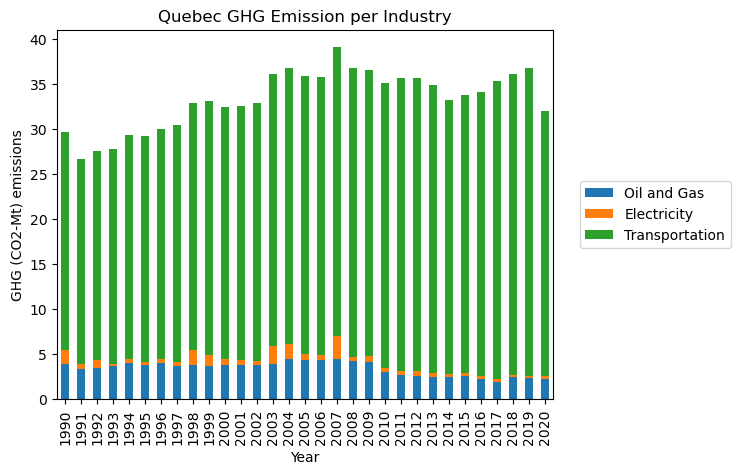 Quebec GHG Emission per Industry
GHG (CO2-Mt) emissions
40
35
30
25
20
15
10
5
0
1990 1991 1992 1993 1994 1995 1996 1997 1998 1999 2000 2001 2002 2003 2004 2005 2006 2007 2008 2009 2010 2011 2012 2013 2014 2015 2016 2017 2018 2019 2020
Year
Oil and Gas
Electricity
Transportation